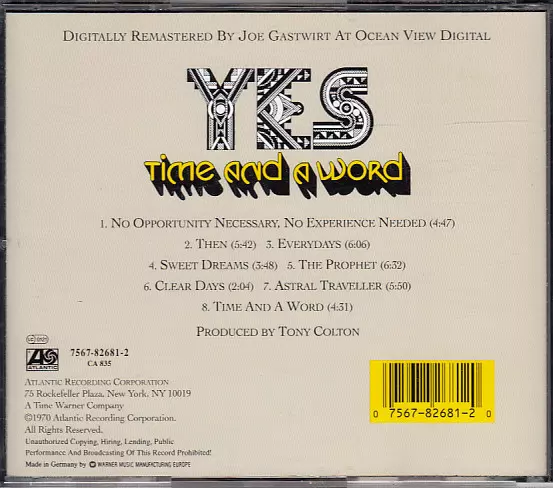 DIGITALLY REMASTERED BY JOE GASTWIRT AT OCEAN VIEW DIGITAL
YES
Time and a Word
1. NO OPPORTUNITY NECESSARY, NO EXPERIENCE NEEDED (4:47)
2. THEN (5:42) 3. EVERYDAYS (6:06)
4. SWEET DREAMS (3:48) 5. THE PROPHET (6:32)
6. CLEAR DAYS (2:04) 7. ASTRAL TRAVELLER (5:50)
8. TIME AND A WORD (4:31)
PRODUCED BY TONY COLTON
ATLANTIC
7567-82681-2
CA 835
ATLANTIC RECORDING CORPORATION
75 Rockefeller Plaza, New York, NY 10019
A Time Warner Company
©1970 Atlantic Recording Corporation.
All Rights Reserved.
Unauthorized Copying, Hiring, Lending, Public
Performance And Broadcasting Of This Record Prohibited!
Made in Germany by WARNER MUSIC MANUFACTURING EUROPE
0 7567-82681-2 0